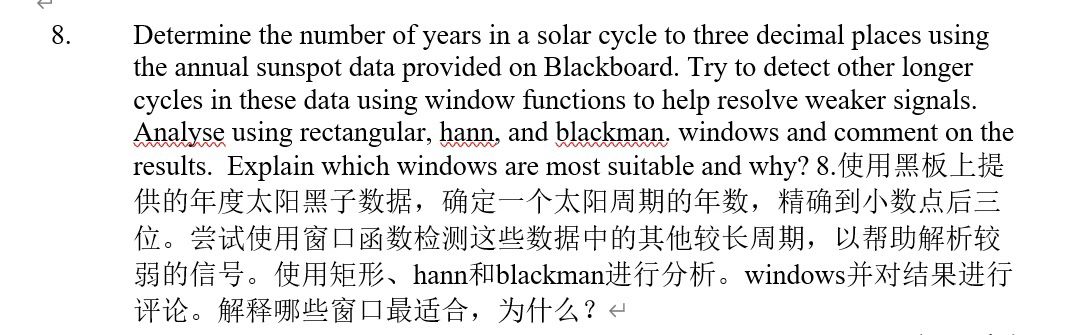 8. Determine the number of years in a solar cycle to three decimal places using
the annual sunspot data provided on Blackboard. Try to detect other longer
cycles in these data using window functions to help resolve weaker signals.
Analyse using rectangular, hann, and blackman. windows and comment on the
results.  Explain which windows are most suitable and why? 8.使用黑板上提
供的年度太阳黑子数据，确定一个太阳周期的年数，精确到小数点后三
位。尝试使用窗口函数检测这些数据中的其他较长周期，以帮助解析较
弱的信号。使用矩形、hann和blackman进行分析。windows并对结果进行
评论。解释哪些窗口最适合，为什么？